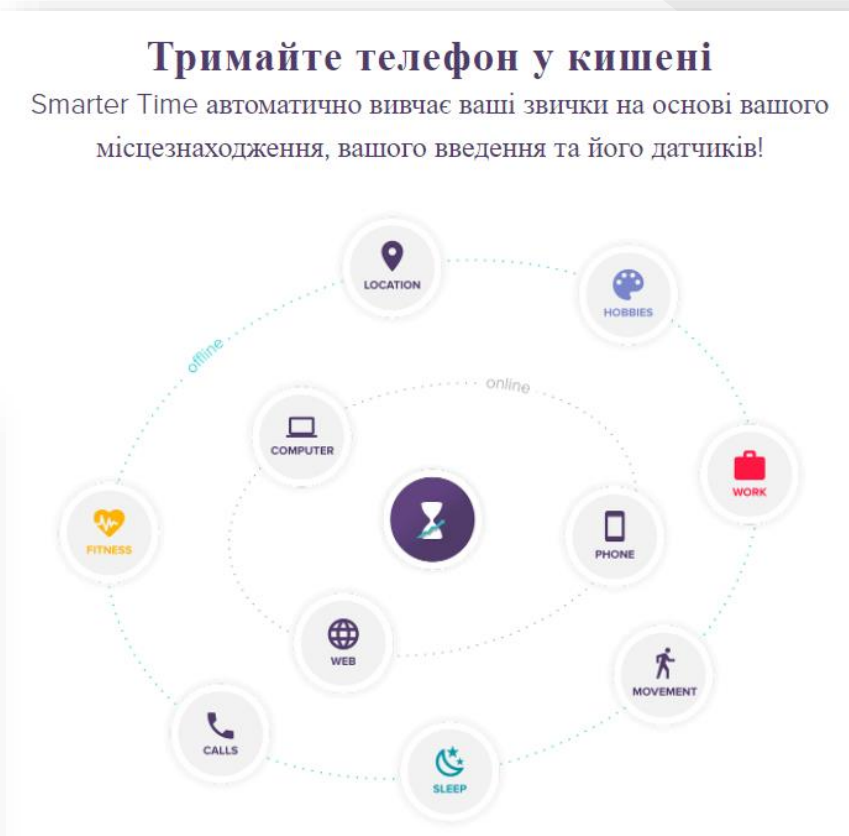 Тримайте телефон у кишені
Smarter Time автоматично вивчає ваші звички на основі вашого
місцезнаходження, вашого введення та його датчиків!
LOCATION
HOBBIES
offline
online
COMPUTER
WORK
FITNESS
PHONE
WEB
MOVEMENT
CALLS
SLEEP